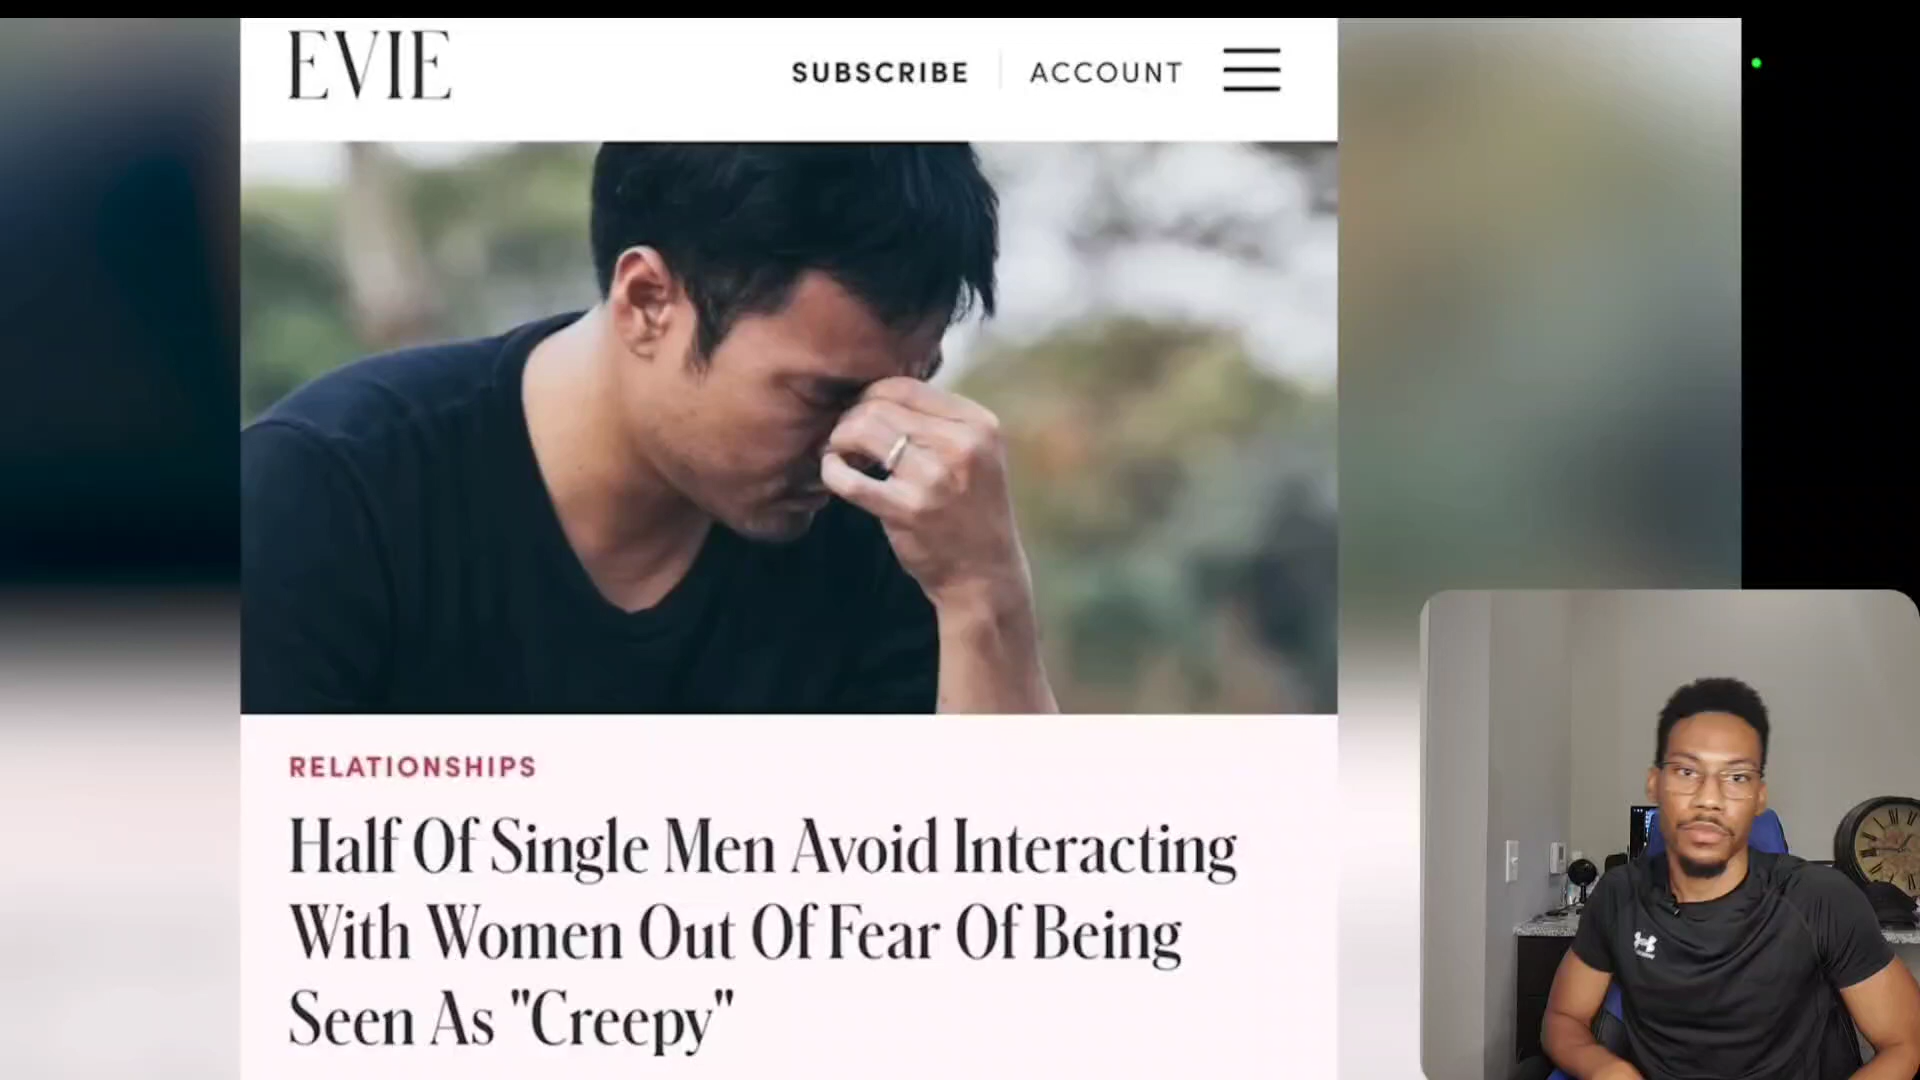 EVIE
SUBSCRIBE
ACCOUNT
RELATIONSHIPS
Half Of Single Men Avoid Interacting
With Women Out Of Fear Of Being
Seen As "Creepy"